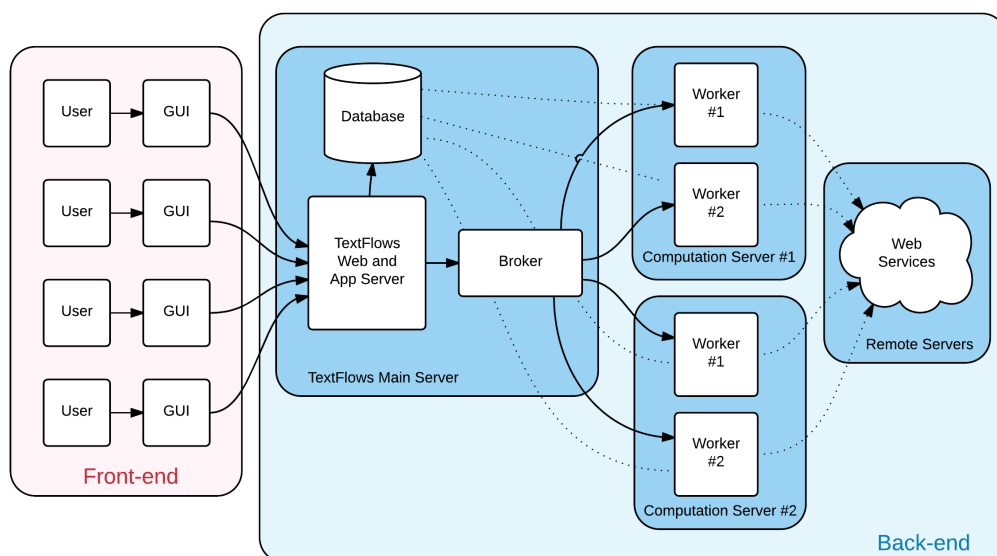 User
GUI
User
GUI
User
GUI
User
GUI
Front-end
Database
TextFlows
Web and
App Server
Broker
TextFlows Main Server
Worker
#1
Worker
#2
Computation Server #1
Worker
#1
Worker
#2
Computation Server #2
Web
Services
Remote Servers
Back-end